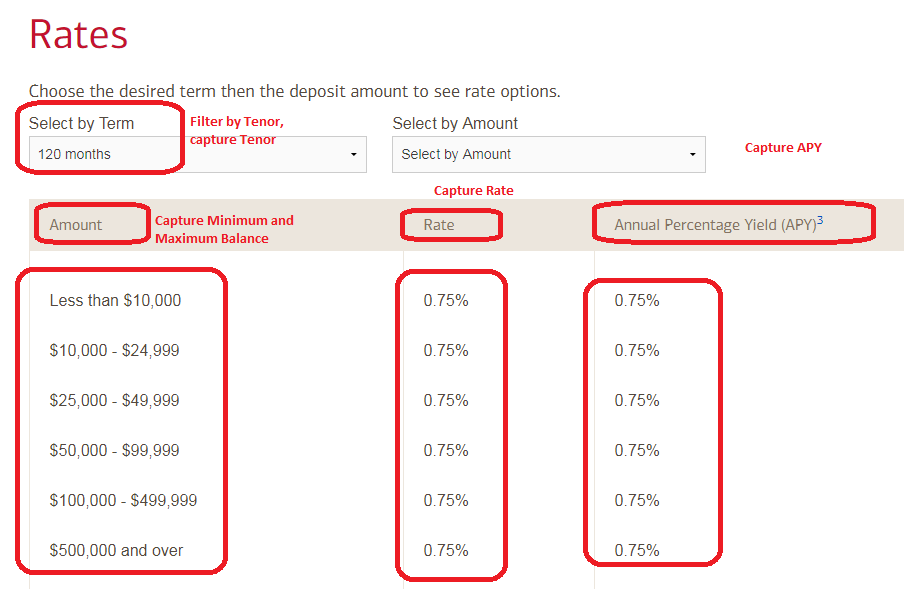 Rates
Choose the desired term then the deposit amount to see rate options.
Select by Term
Filter by Tenor,
capture Tenor
Select by Amount
120 months
Select by Amount
Capture APY
Capture Rate
Amount
Capture Minimum and
Maximum Balance
Rate
Annual Percentage Yield (APY)3
Less than $10,000 0.75% 0.75%
$10,000 - $24,999 0.75% 0.75%
$25,000 - $49,999 0.75% 0.75%
$50,000 - $99,999 0.75% 0.75%
$100,000 - $499,999 0.75% 0.75%
$500,000 and over 0.75% 0.75%